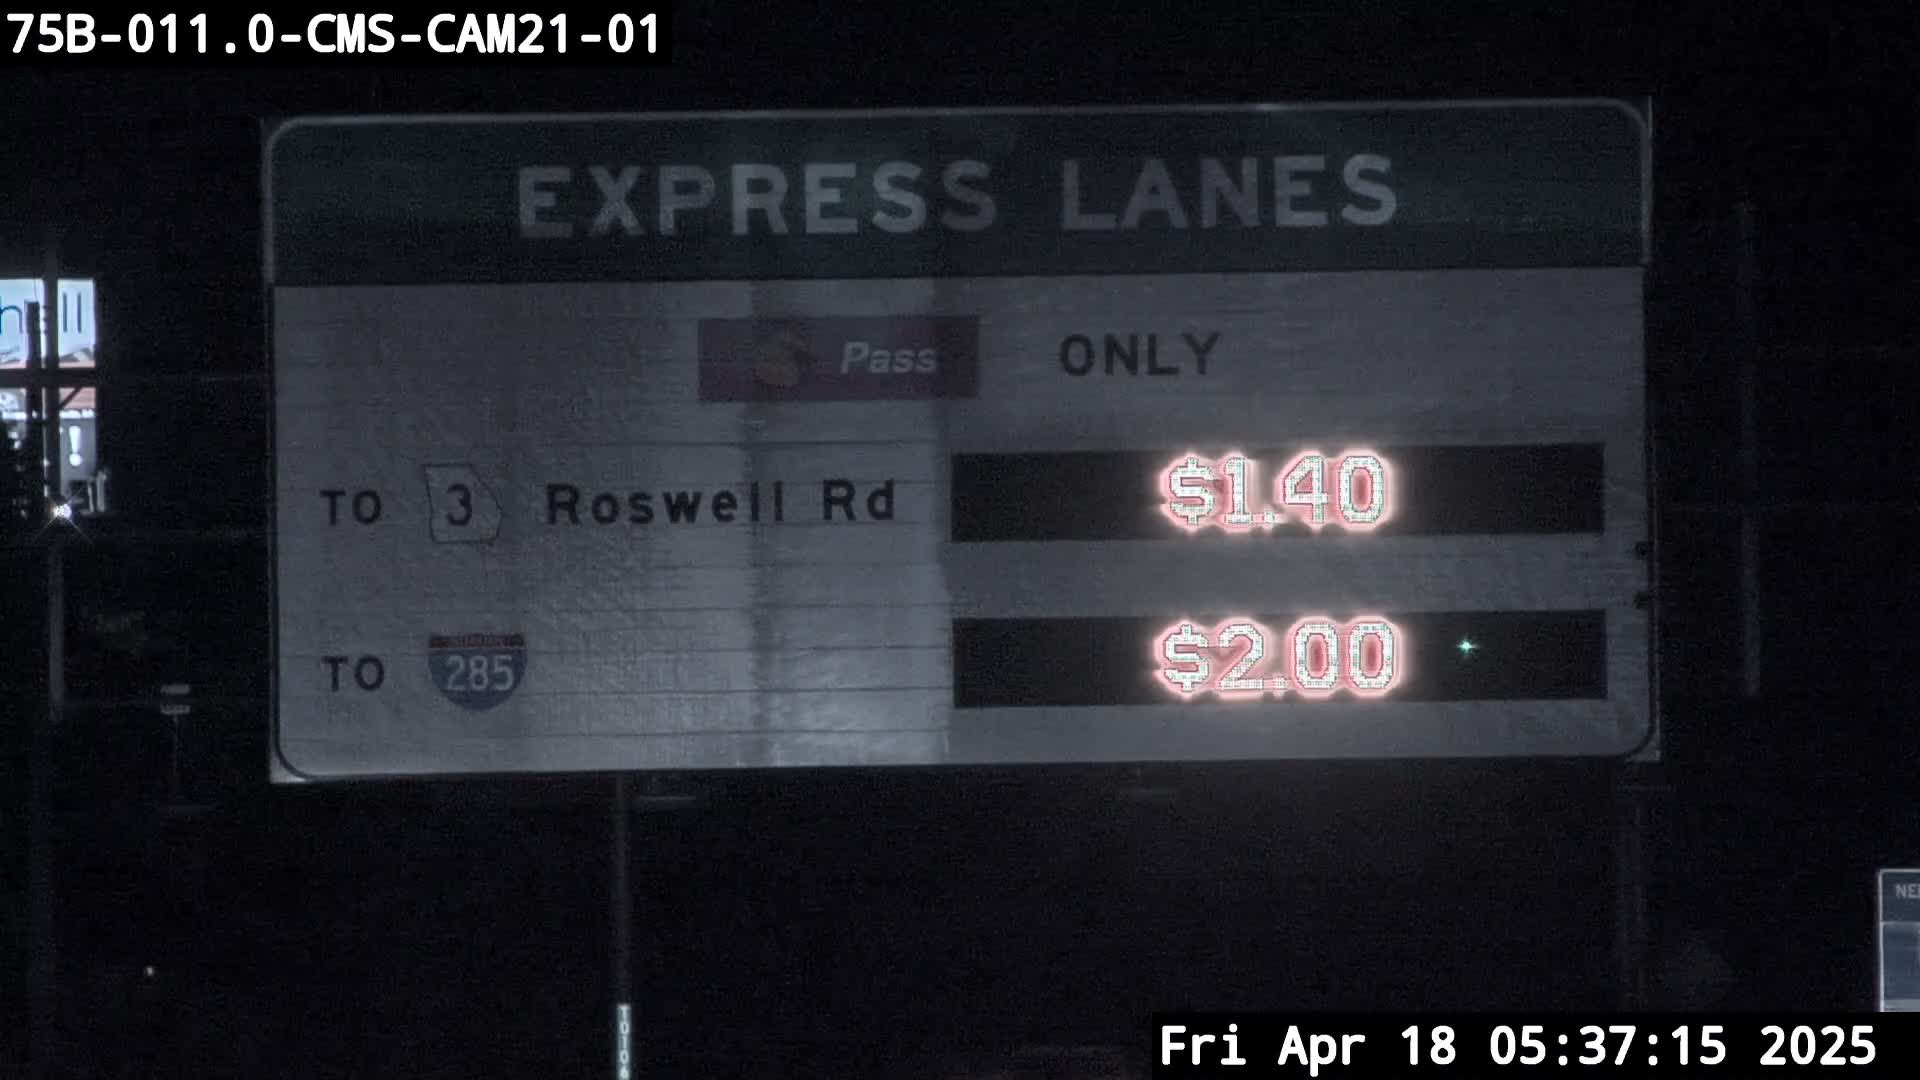 75B-011.0-CMS-CAM21-01
EXPRESS LANES
Pass ONLY
TO 3 Roswell Rd $1.40
TO 285 $2.00
Fri Apr 18 05:37:15 2025